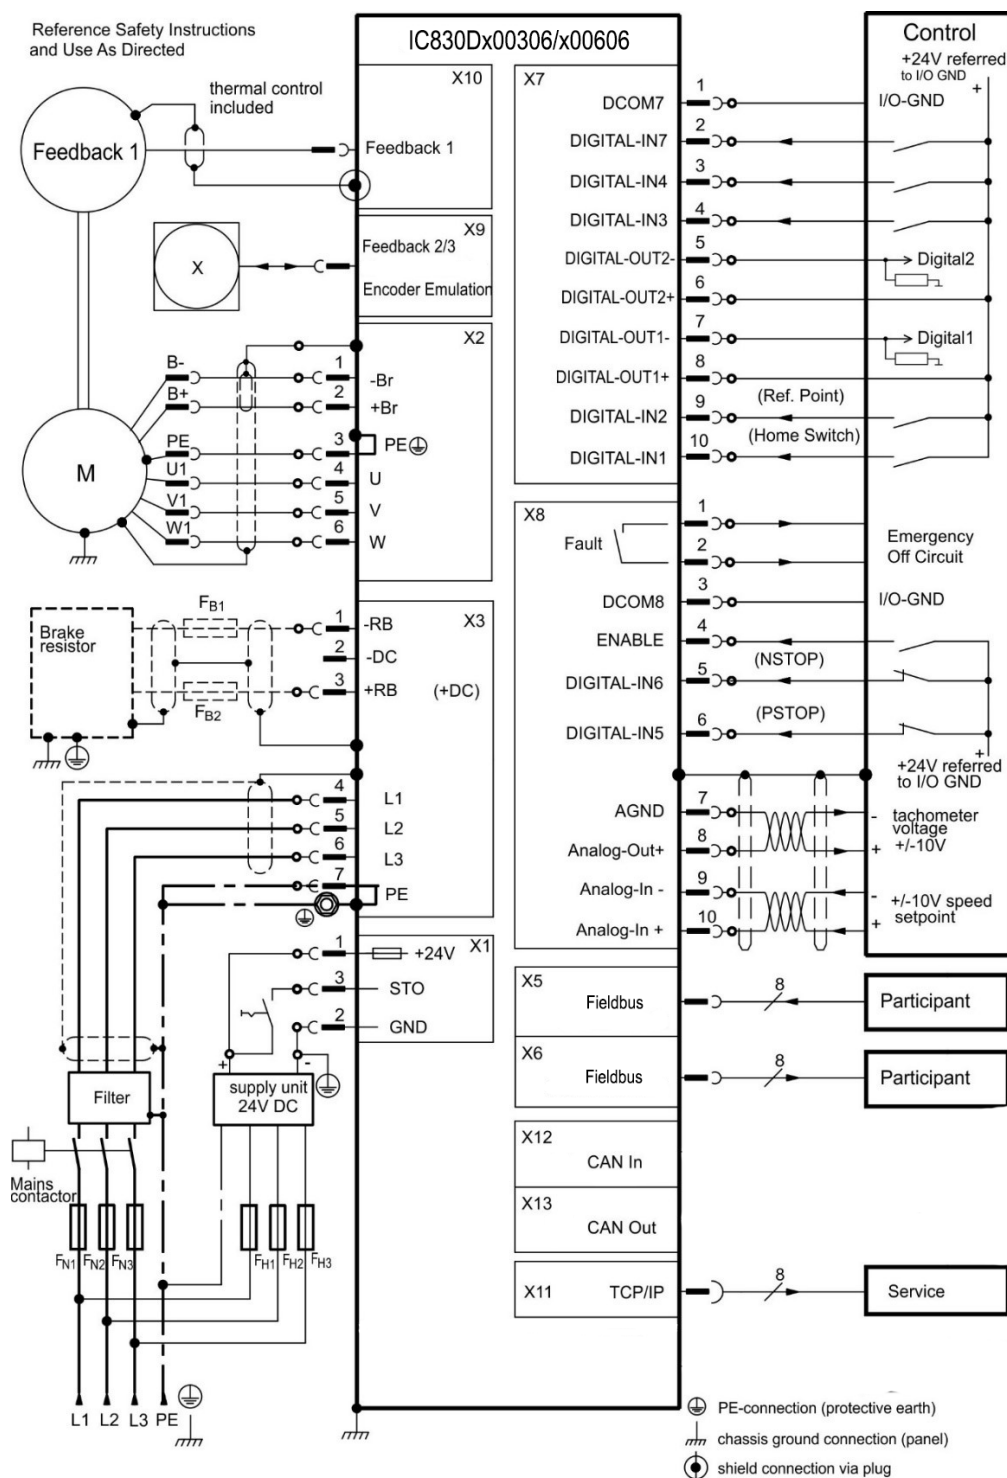 Reference Safety Instructions
and Use As Directed
IC830Dx00306/x00606
Control
+24V referred
to I/O GND
+
thermal control
included
Feedback 1
X10
Feedback 1
X
X9
Feedback 2/3
Encoder Emulation
X2
B-
1
-Br
B+
2
+Br
PE
3
PE
U1
4
U
V1
5
V
W1
6
W
M
X3
Brake
resistor
FB1
1
-RB
2
-DC
3
+RB
(+DC)
FB2
4
L1
5
L2
6
L3
7
PE
X1
1
+24V
3
STO
2
GND
+
-
Filter
supply unit
24V DC
Mains
contactor
FN1
FN2
FN3
FH1
FH2
FH3
L1
L2
L3
PE
X7
DCOM7
1
I/O-GND
DIGITAL-IN7
2
DIGITAL-IN4
3
DIGITAL-IN3
4
DIGITAL-OUT2-
5
Digital2
DIGITAL-OUT2+
6
DIGITAL-OUT1-
7
Digital1
DIGITAL-OUT1+
8
(Ref. Point)
DIGITAL-IN2
9
(Home Switch)
DIGITAL-IN1
10
X8
Fault
1
2
Emergency
Off Circuit
DCOM8
3
I/O-GND
ENABLE
4
(NSTOP)
DIGITAL-IN6
5
(PSTOP)
DIGITAL-IN5
6
+
+24V referred
to I/O GND
AGND
7
-
tachometer
voltage
+/-10V
Analog-Out+
8
+
Analog-In -
9
-
+/-10V speed
setpoint
Analog-In +
10
+
X5
Fieldbus
8
Participant
X6
Fieldbus
8
Participant
X12
CAN In
X13
CAN Out
X11
TCP/IP
8
Service
PE-connection (protective earth)
chassis ground connection (panel)
shield connection via plug